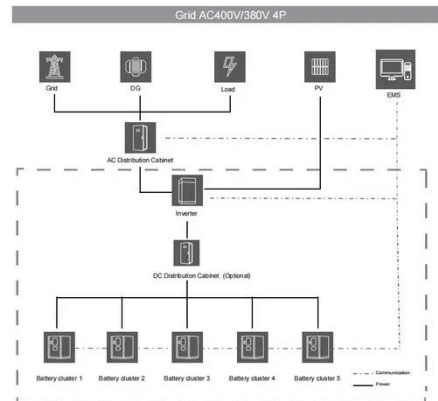 Grid AC400V/380V 4P
Grid
DG
Load
PV
EMS
AC Distribution Cabinet
Inverter
DC Distribution Cabinet (Optional)
Battery cluster 1
Battery cluster 2
Battery cluster 3
Battery cluster 4
Battery cluster 5
Communication
Power